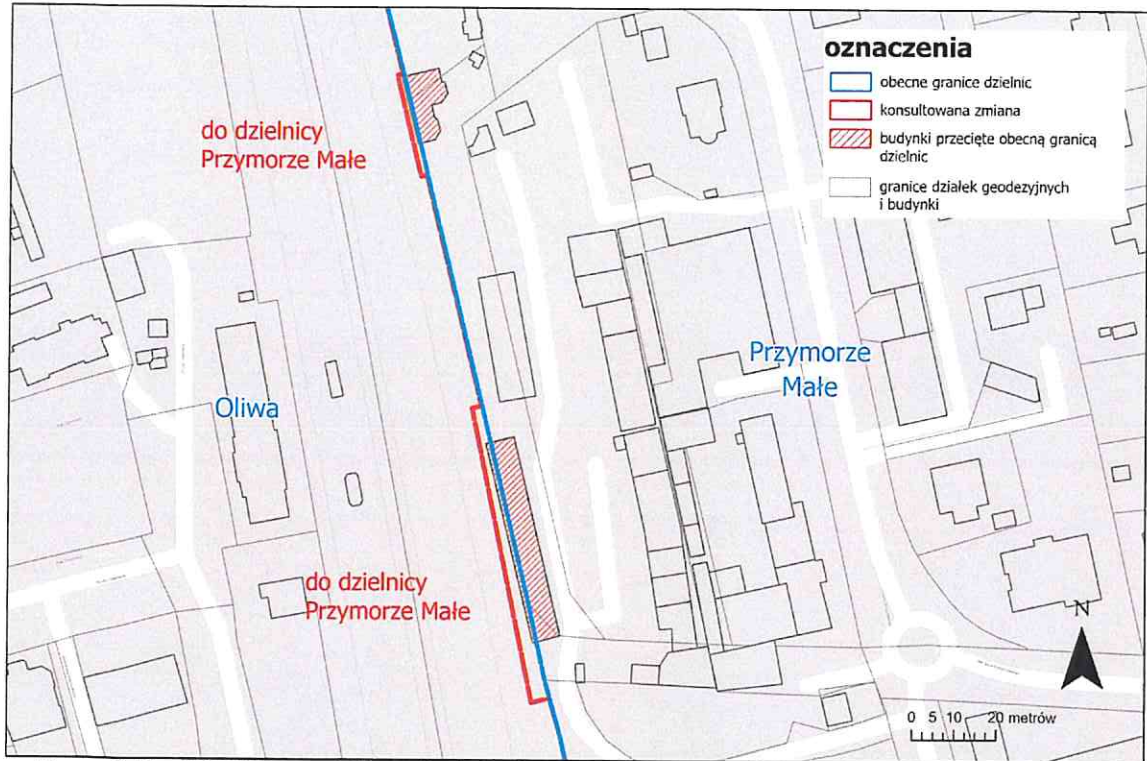 oznaczenia
obecne granice dzielnic
konsultowana zmiana
budynki przecięte obecną granicą
dzielnic
granice działek geodezyjnych
i budynki
do dzielnicy
Przymorze Małe
Przymorze
Małe
Oliwa
do dzielnicy
Przymorze Małe
N
0 5 10 20 metrów